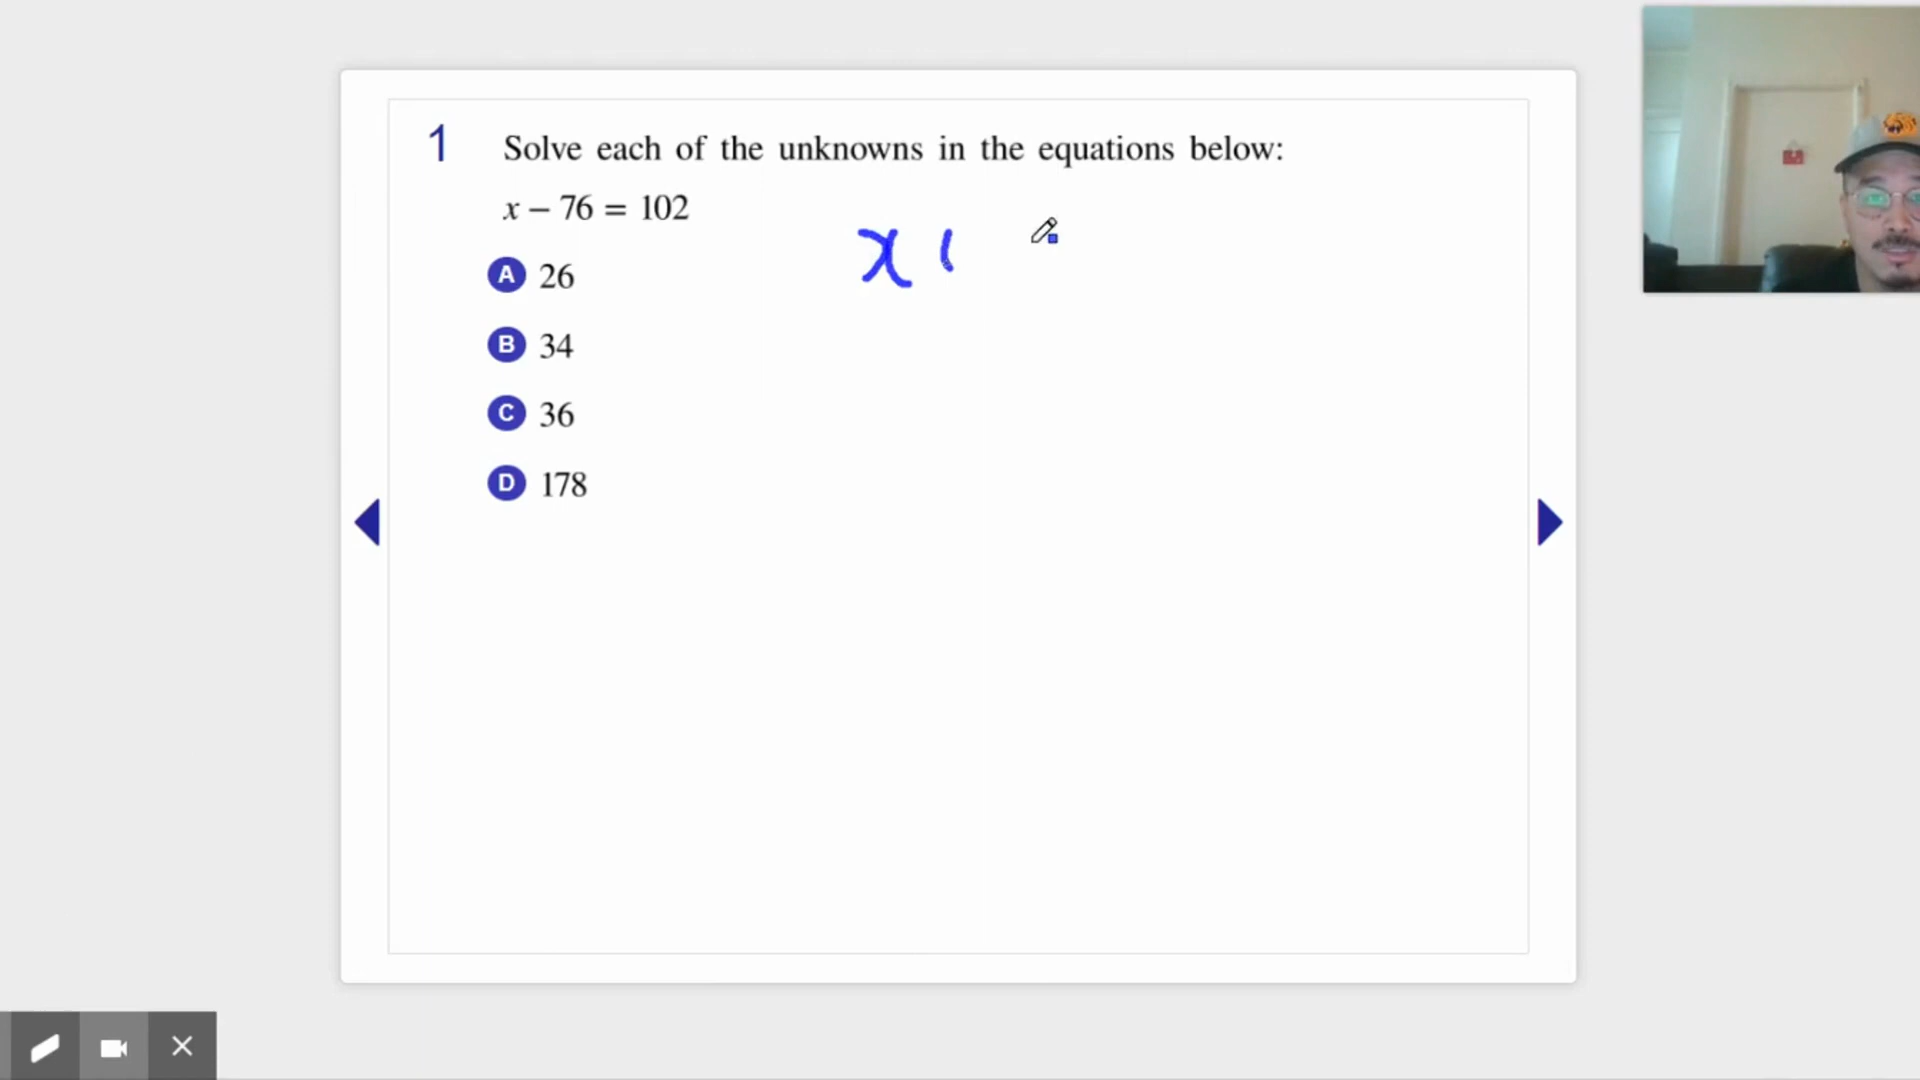 1 Solve each of the unknowns in the equations below:
x − 76 = 102
x (
A 26
B 34
C 36
D 178